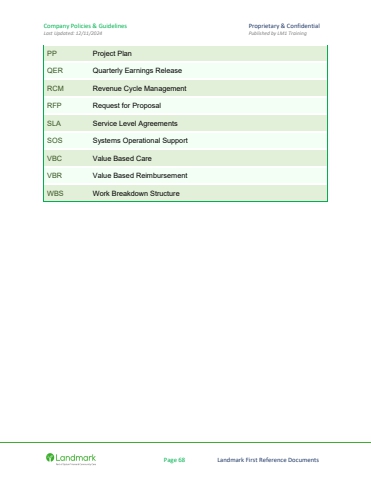 Company Policies & Guidelines Proprietary & Confidential
Last Updated: 12/11/2024 Published by LMS Training
PP Project Plan
QER Quarterly Earnings Release
RCM Revenue Cycle Management
RFP Request for Proposal
SLA Service Level Agreements
SOS Systems Operational Support
VBC Value Based Care
VBR Value Based Reimbursement
WBS Work Breakdown Structure
Landmark
Page 68 Landmark First Reference Documents